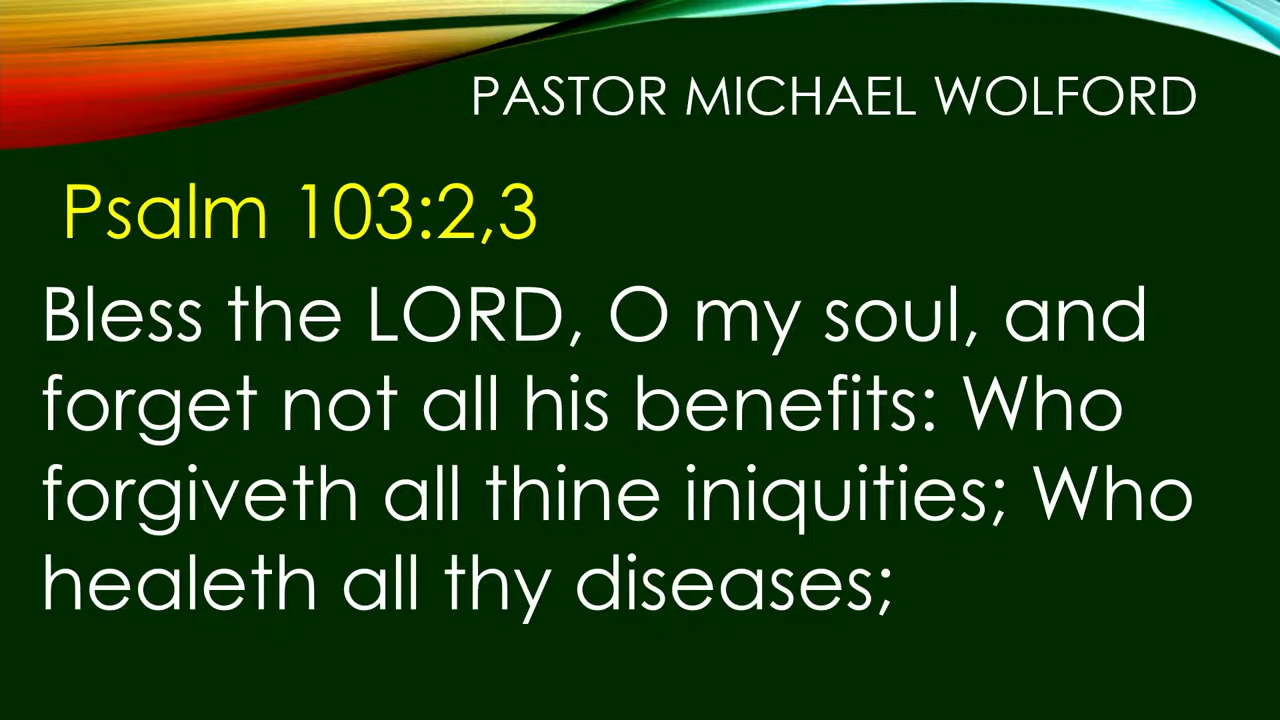 PASTOR MICHAEL WOLFORD
Psalm 103:2,3
Bless the LORD, O my soul, and
forget not all his benefits: Who
forgiveth all thine iniquities; Who
healeth all thy diseases;